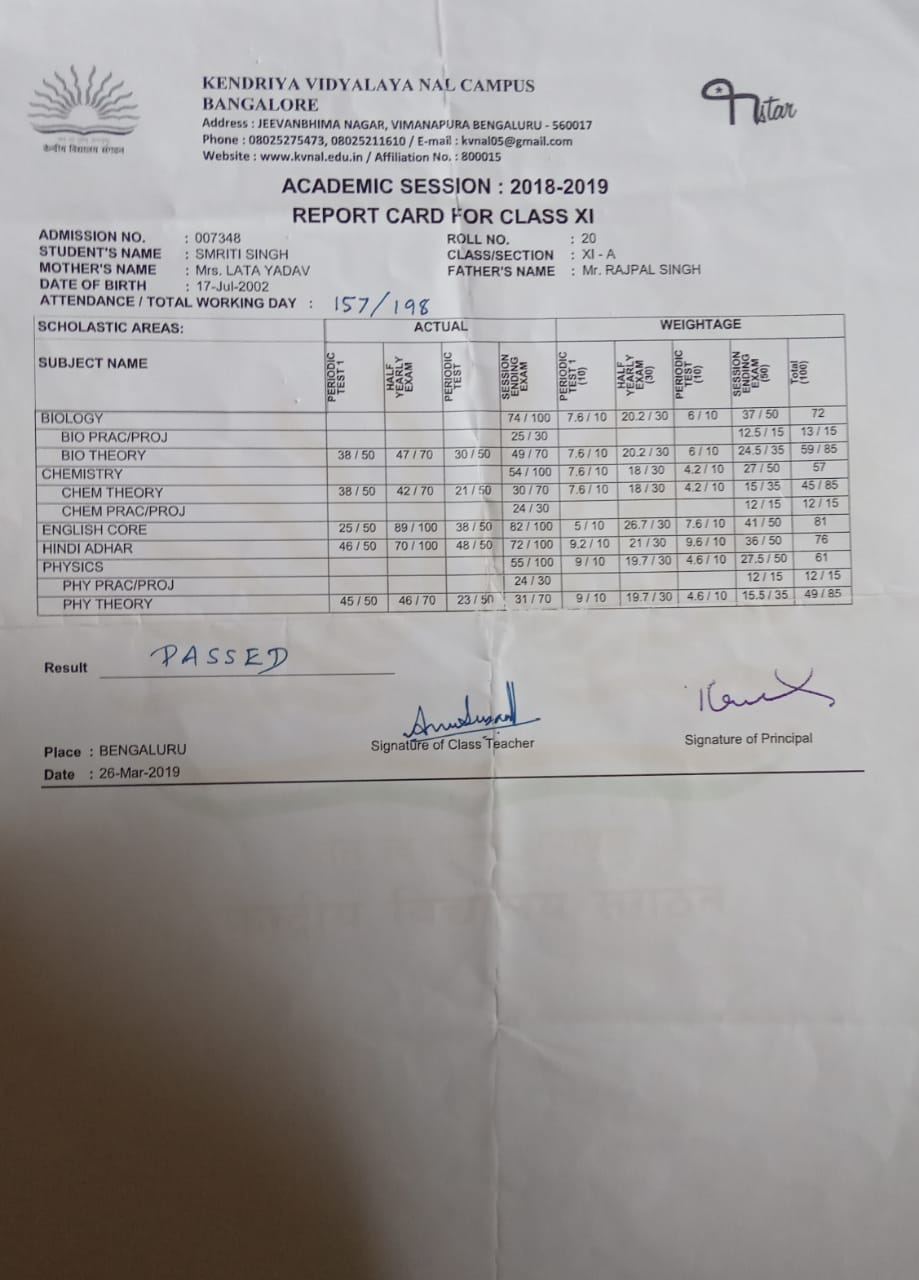 केन्द्रीय विद्यालय संगठन
KENDRIYA VIDYALAYA NAL CAMPUS
BANGALORE
Address : JEEVANBHIMA NAGAR, VIMANAPURA BENGALURU - 560017
Phone : 08025275473, 08025211610 / E-mail : kvnal05@gmail.com
Website : www.kvnal.edu.in / Affiliation No. : 800015
star
ACADEMIC SESSION : 2018-2019
REPORT CARD FOR CLASS XI
ADMISSION NO. : 007348 ROLL NO. : 20
STUDENT'S NAME : SMRITI SINGH CLASS/SECTION : XI - A
MOTHER'S NAME : Mrs. LATA YADAV FATHER'S NAME : Mr. RAJPAL SINGH
DATE OF BIRTH : 17-Jul-2002
ATTENDANCE / TOTAL WORKING DAY : 157/198
SCHOLASTIC AREAS: ACTUAL WEIGHTAGE
SUBJECT NAME PERIODIC TEST 1 HALF YEARLY EXAM PERIODIC TEST SESSION ENDING EXAM PERIODIC TEST 1 (10) HALF YEARLY EXAM (30) PERIODIC TEST (10) SESSION ENDING EXAM (50) Total (100)
BIOLOGY 74 / 100 7.6 / 10 20.2 / 30 6 / 10 37 / 50 72
BIO PRAC/PROJ 25 / 30 12.5 / 15 13 / 15
BIO THEORY 38 / 50 47 / 70 30 / 50 49 / 70 7.6 / 10 20.2 / 30 6 / 10 24.5 / 35 59 / 85
CHEMISTRY 54 / 100 7.6 / 10 18 / 30 4.2 / 10 27 / 50 57
CHEM THEORY 38 / 50 42 / 70 21 / 50 30 / 70 7.6 / 10 18 / 30 4.2 / 10 15 / 35 45 / 85
CHEM PRAC/PROJ 24 / 30 12 / 15 12 / 15
ENGLISH CORE 25 / 50 89 / 100 38 / 50 82 / 100 5 / 10 26.7 / 30 7.6 / 10 41 / 50 81
HINDI ADHAR 46 / 50 70 / 100 48 / 50 72 / 100 9.2 / 10 21 / 30 9.6 / 10 36 / 50 76
PHYSICS 55 / 100 9 / 10 19.7 / 30 4.6 / 10 27.5 / 50 61
PHY PRAC/PROJ 24 / 30 12 / 15 12 / 15
PHY THEORY 45 / 50 46 / 70 23 / 50 31 / 70 9 / 10 19.7 / 30 4.6 / 10 15.5 / 35 49 / 85
Result PASSED
Signature of Class Teacher Signature of Principal
Place : BENGALURU
Date : 26-Mar-2019
केन्द्रीय विद्यालय संगठन